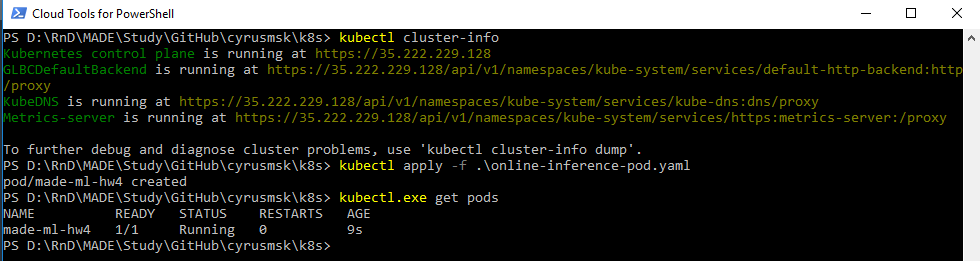 Cloud Tools for PowerShell
PS D:\RnD\MADE\Study\GitHub\cyrusmsk\k8s> kubectl cluster-info
Kubernetes control plane is running at https://35.222.229.128
GLBCDefaultBackend is running at https://35.222.229.128/api/v1/namespaces/kube-system/services/default-http-backend:http
/proxy
KubeDNS is running at https://35.222.229.128/api/v1/namespaces/kube-system/services/kube-dns:dns/proxy
Metrics-server is running at https://35.222.229.128/api/v1/namespaces/kube-system/services/https:metrics-server:/proxy
To further debug and diagnose cluster problems, use 'kubectl cluster-info dump'.
PS D:\RnD\MADE\Study\GitHub\cyrusmsk\k8s> kubectl apply -f .\online-inference-pod.yaml
pod/made-ml-hw4 created
PS D:\RnD\MADE\Study\GitHub\cyrusmsk\k8s> kubectl.exe get pods
NAME          READY   STATUS    RESTARTS   AGE
made-ml-hw4   1/1     Running   0          9s
PS D:\RnD\MADE\Study\GitHub\cyrusmsk\k8s>